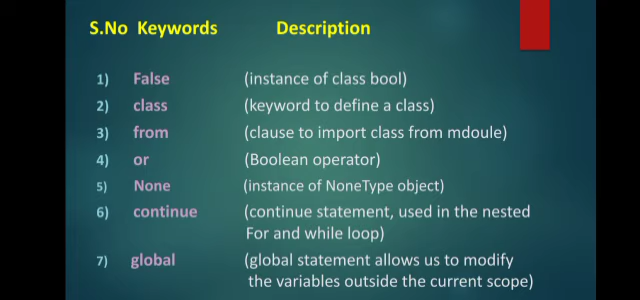 S.No Keywords Description
1) False (instance of class bool)
2) class (keyword to define a class)
3) from (clause to import class from mdoule)
4) or (Boolean operator)
5) None (instance of NoneType object)
6) continue (continue statement, used in the nested
For and while loop)
7) global (global statement allows us to modify
the variables outside the current scope)